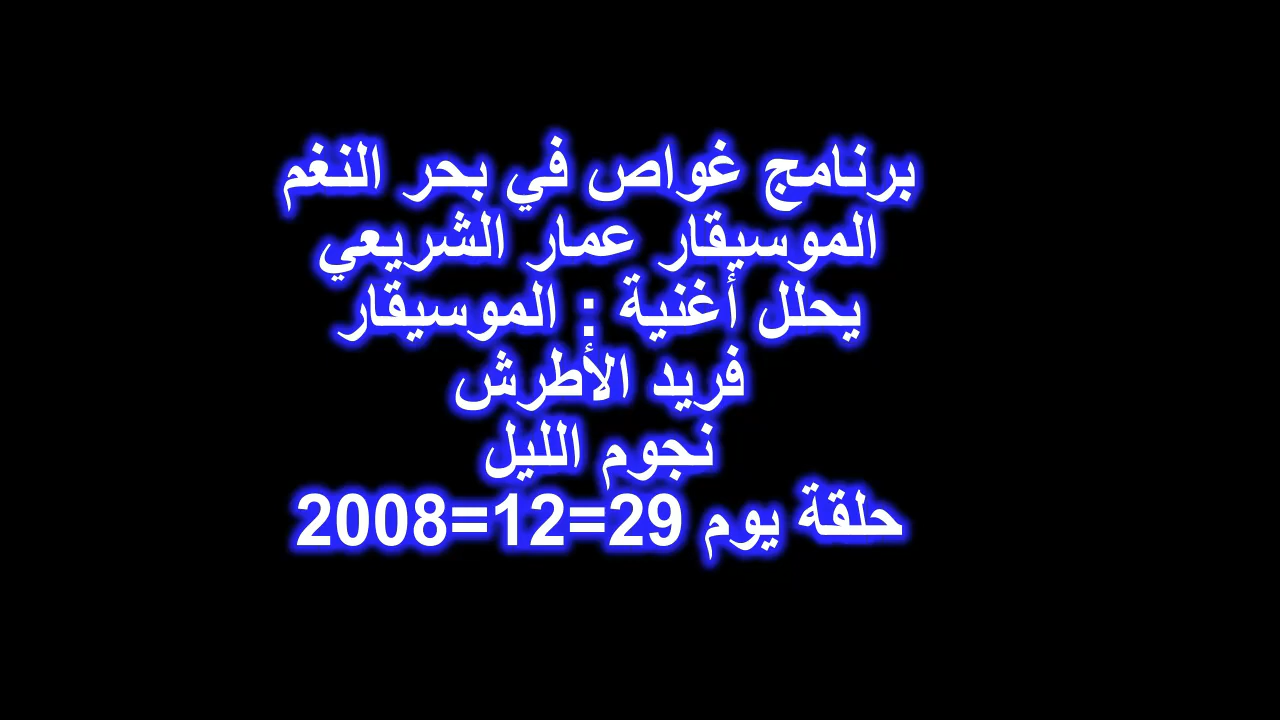 برنامج غواص في بحر النغم
الموسيقار عمار الشريعي
يحلل أغنية : الموسيقار
فريد الأطرش
نجوم الليل
حلقة يوم 29=12=2008